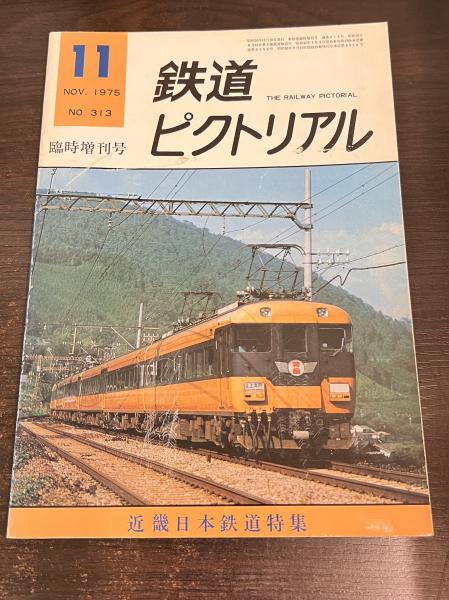 11
NOV. 1975
NO. 313
臨時増刊号
鉄道
THE RAILWAY PICTORIAL
ピクトリアル
近畿日本鉄道特集